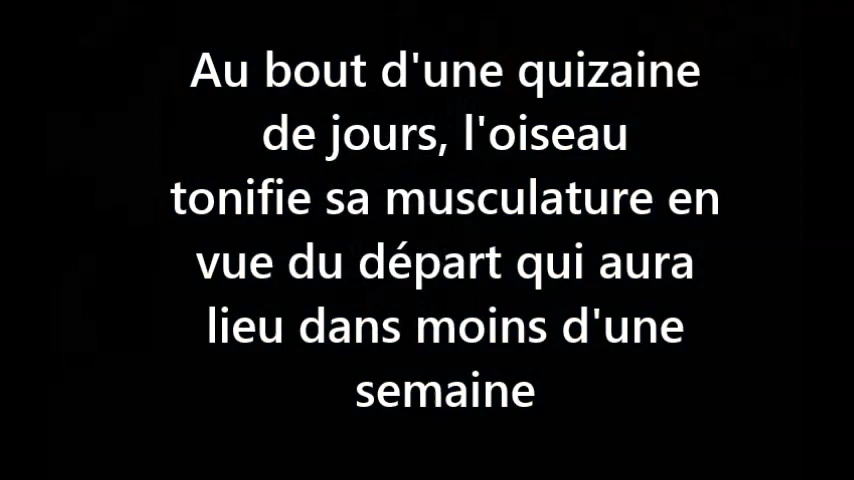 Au bout d'une quizaine
de jours, l'oiseau
tonifie sa musculature en
vue du départ qui aura
lieu dans moins d'une
semaine